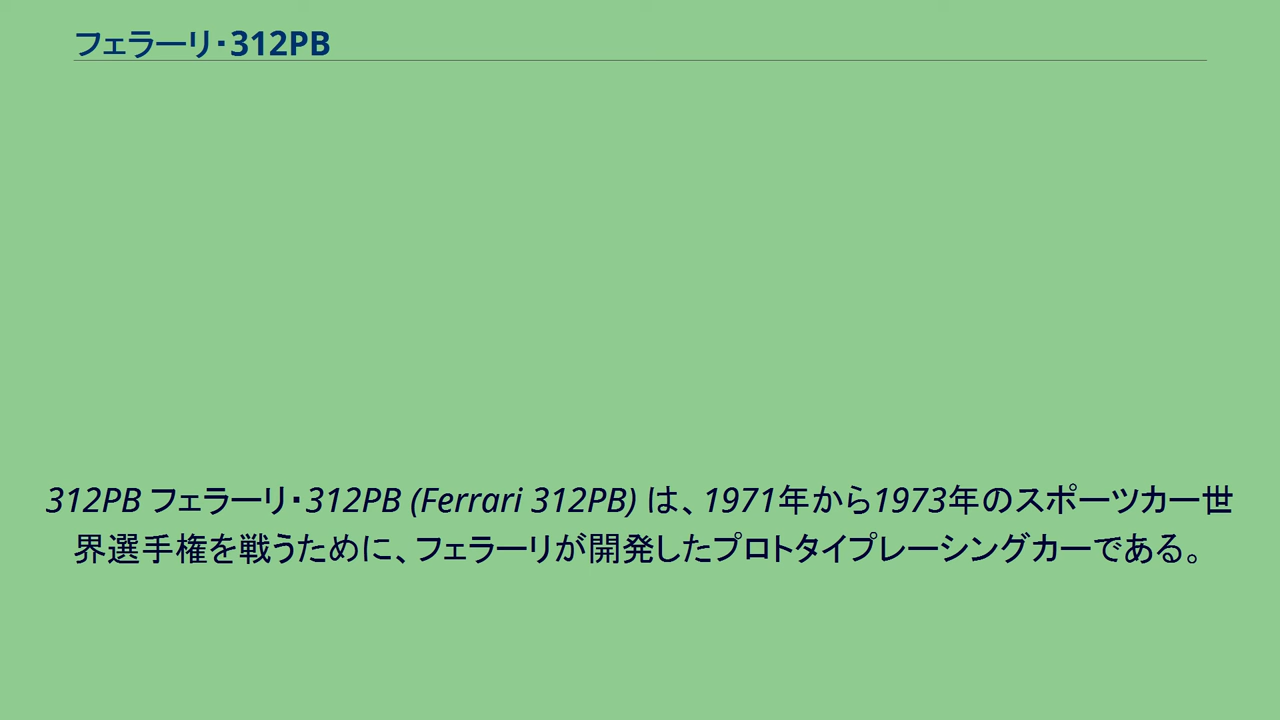 フェラーリ・312PB
312PB フェラーリ・312PB (Ferrari 312PB) は、1971年から1973年のスポーツカー世
界選手権を戦うために、フェラーリが開発したプロトタイプレーシングカーである。